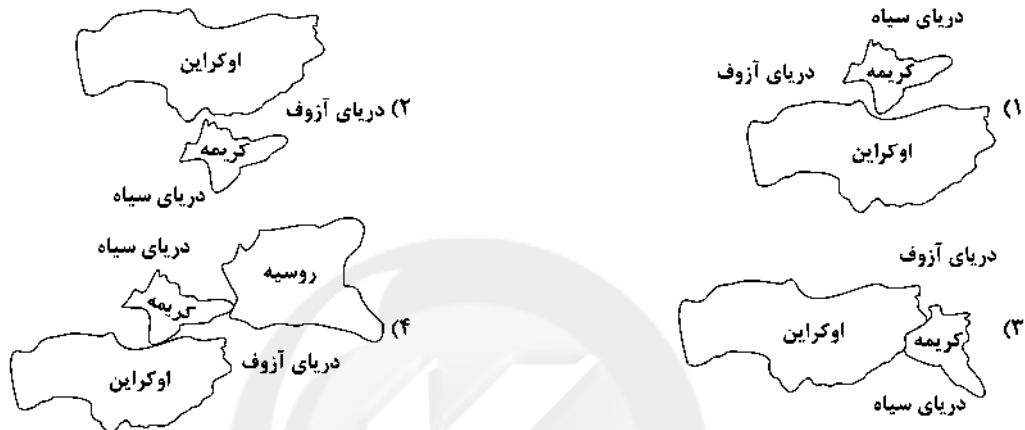 ۱)
دریای سیاه
کریمه
دریای آزوف
اوکراین
۲)
اوکراین
دریای آزوف
کریمه
دریای سیاه
۳)
دریای آزوف
اوکراین
کریمه
دریای سیاه
۴)
دریای سیاه
روسیه
کریمه
دریای آزوف
اوکراین